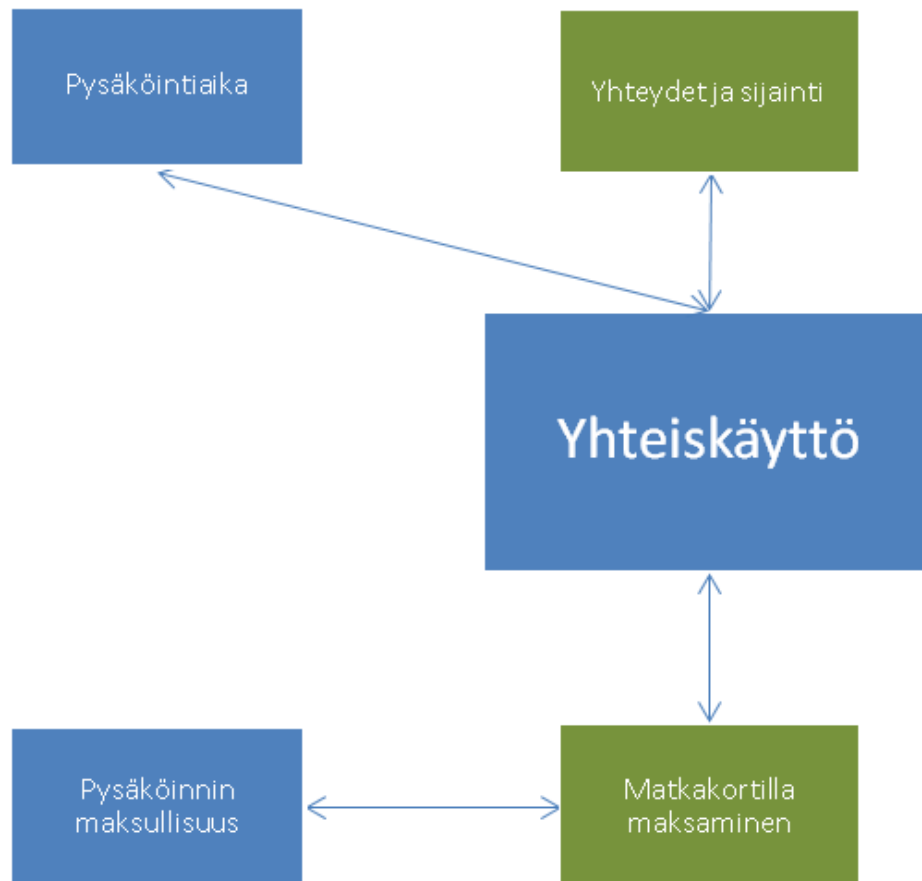 Pysäköintiaika
Yhteydet ja sijainti
Yhteiskäyttö
Pysäköinnin
maksullisuus
Matkakortilla
maksaminen